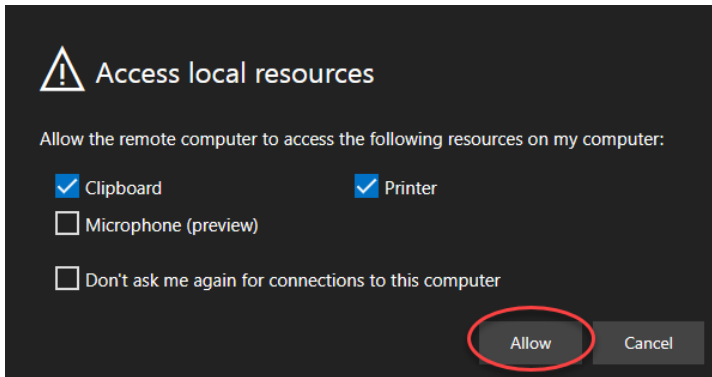 Access local resources
Allow the remote computer to access the following resources on my computer:
Clipboard Printer
Microphone (preview)
Don't ask me again for connections to this computer
Allow Cancel